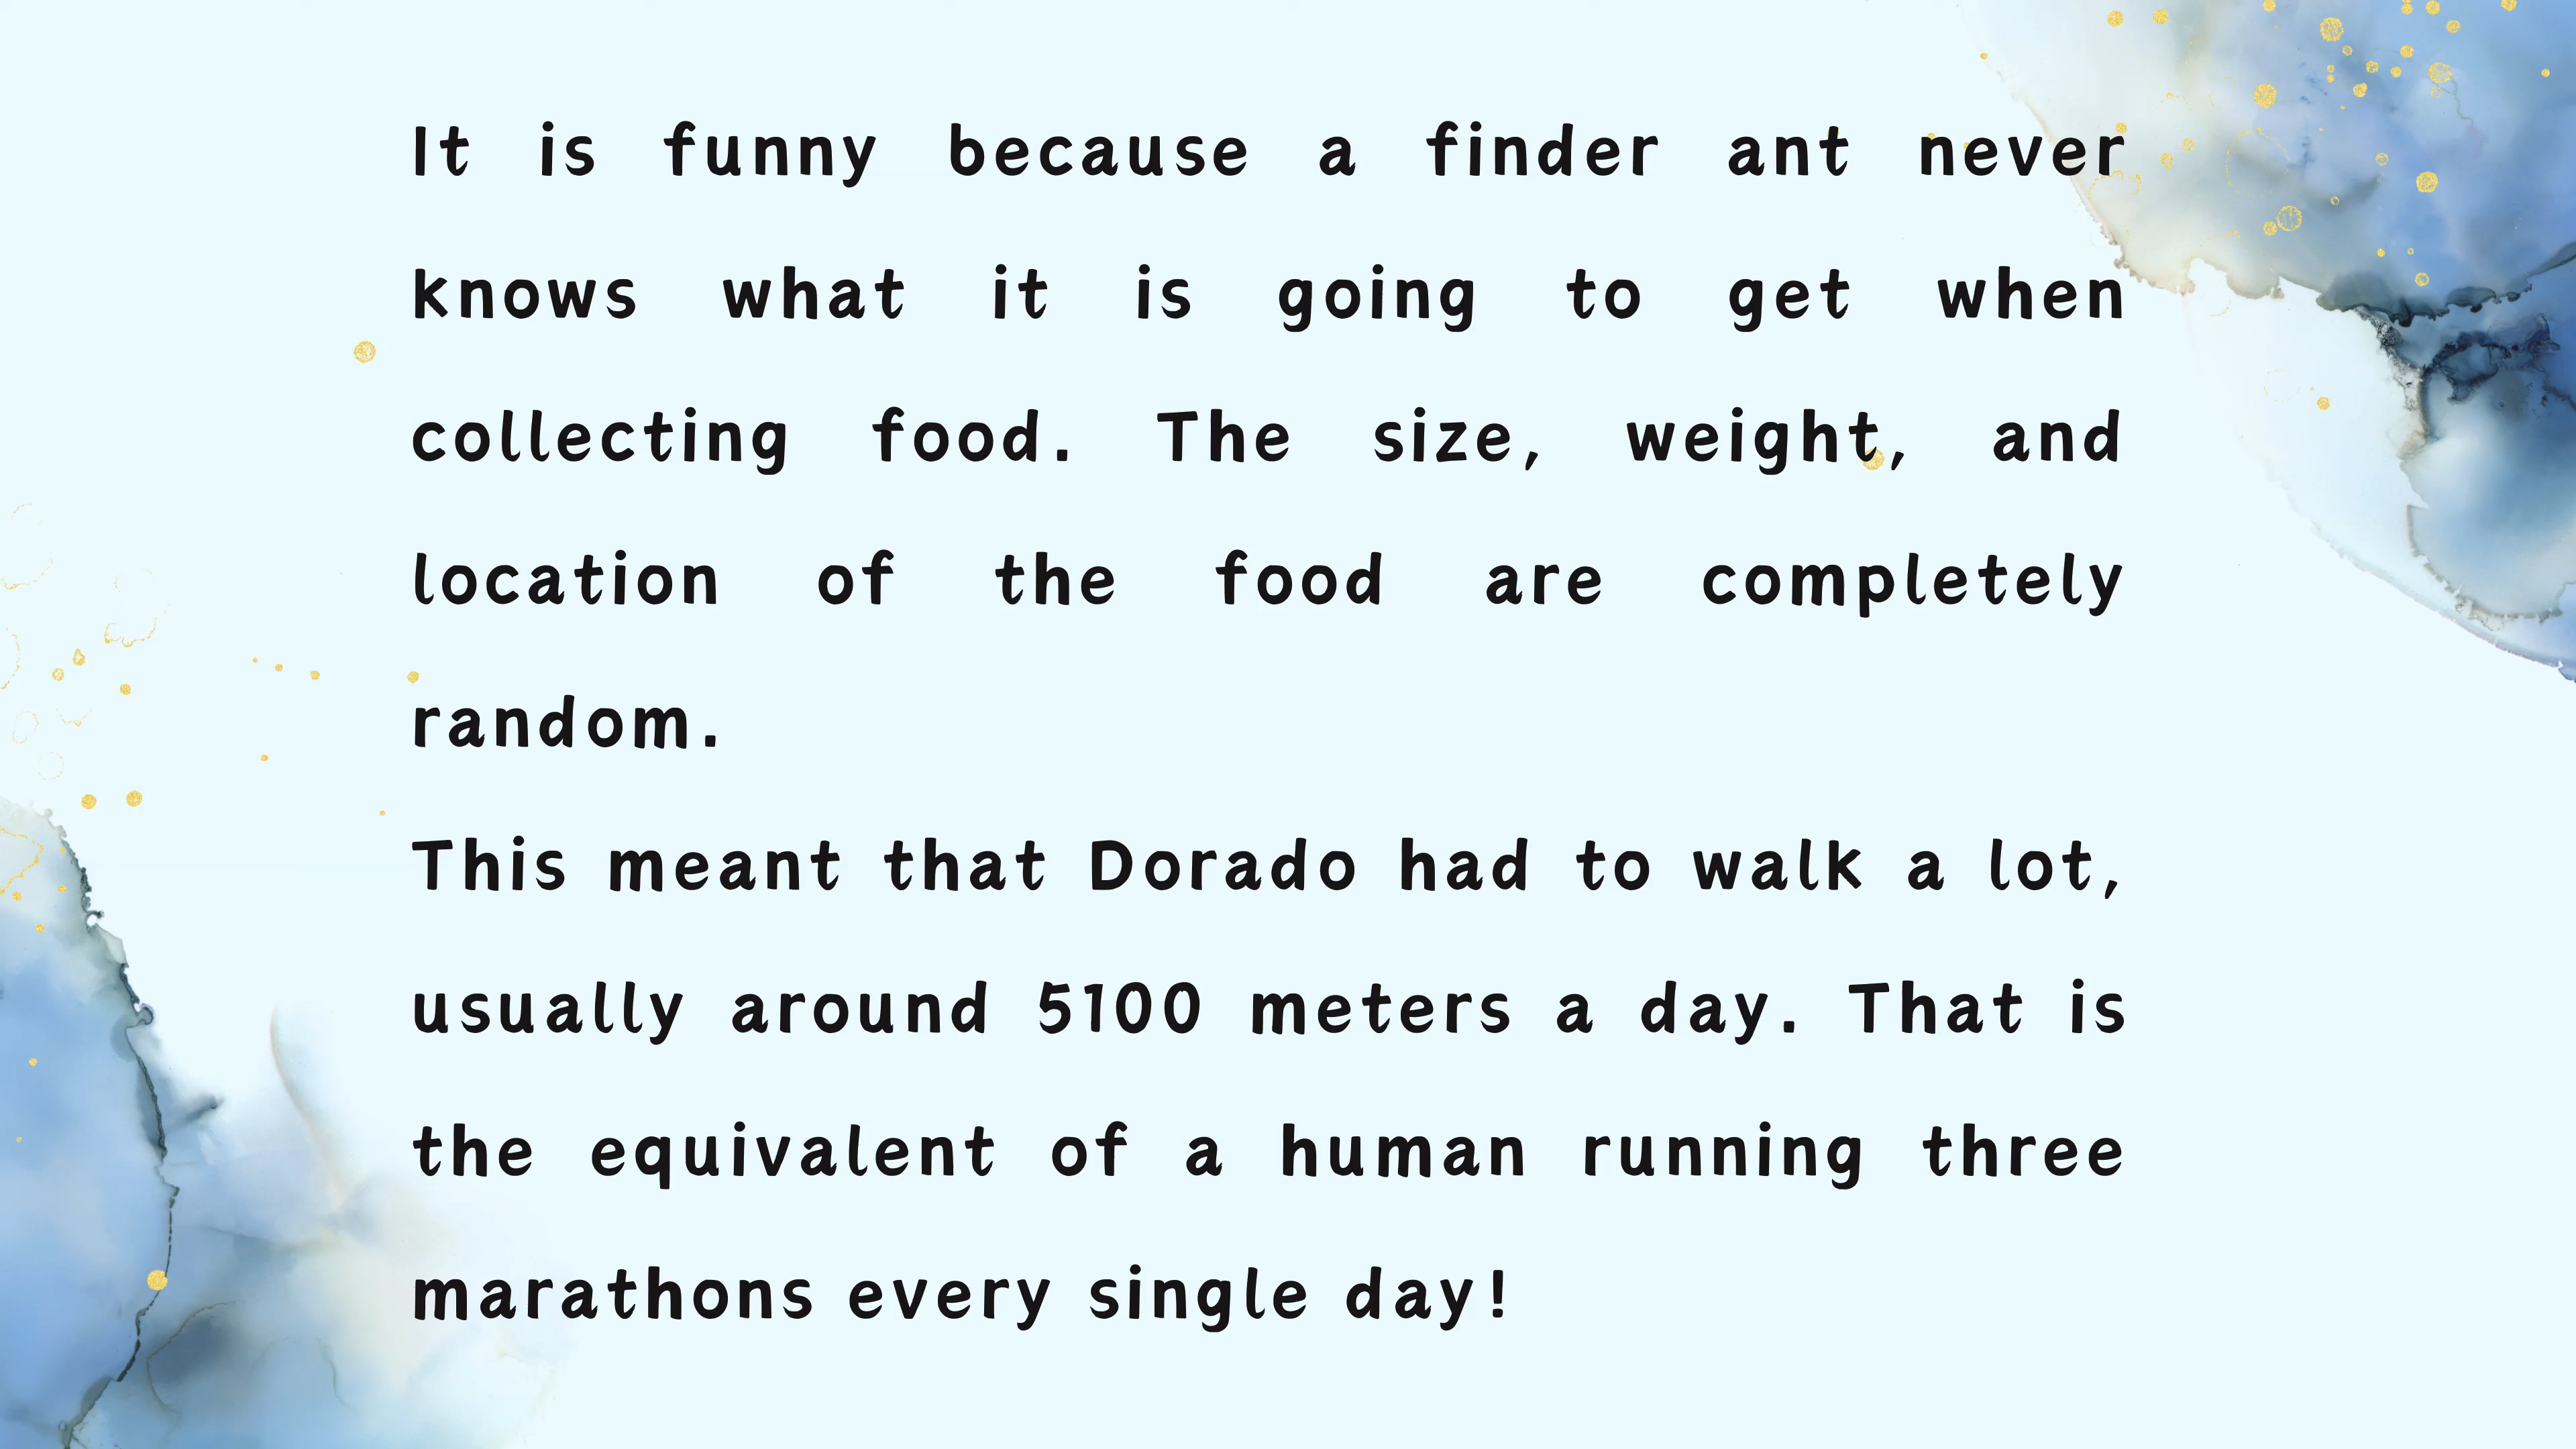 It is funny because a finder ant never
knows what it is going to get when
collecting food. The size, weight, and
location of the food are completely
random.
This meant that Dorado had to walk a lot,
usually around 5100 meters a day. That is
the equivalent of a human running three
marathons every single day!